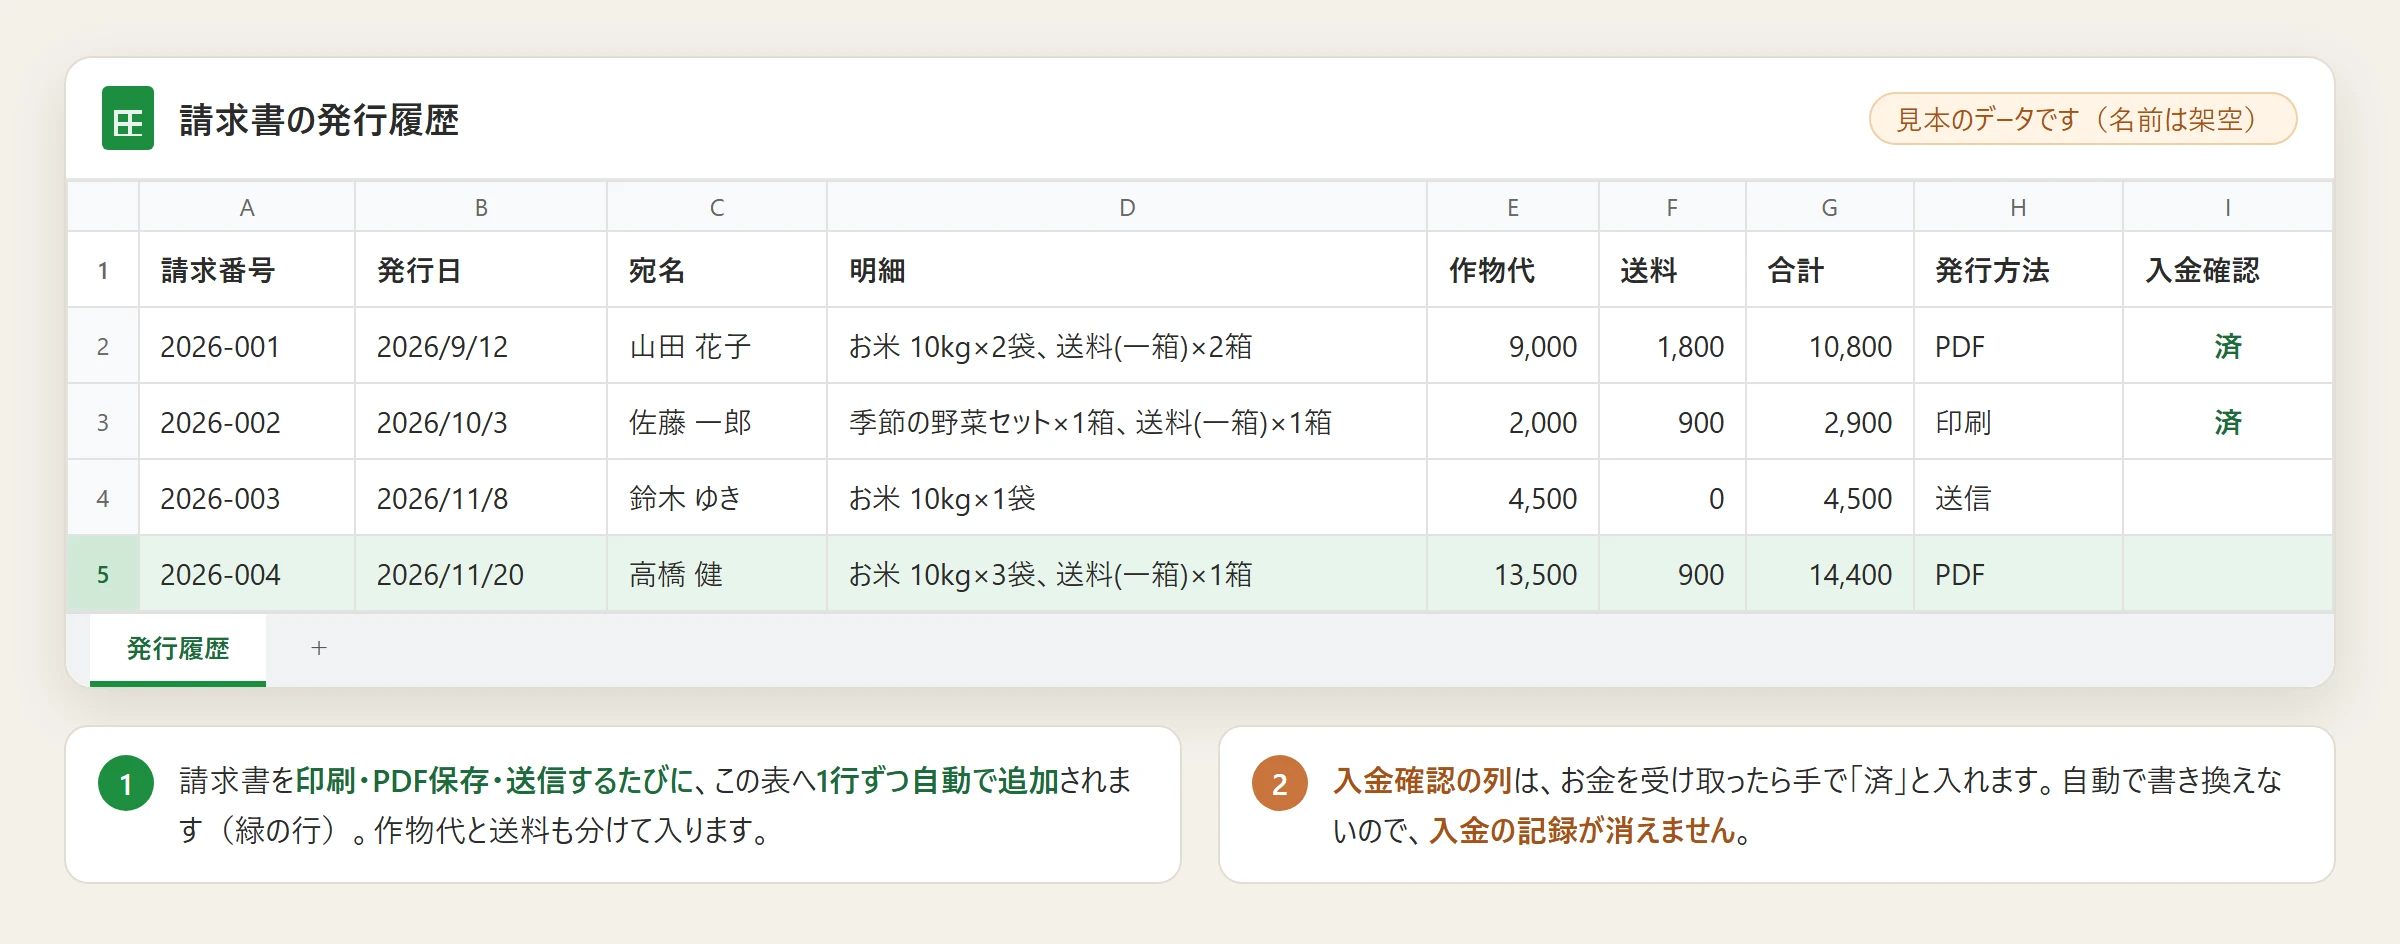 請求書の発行履歴
見本のデータです（名前は架空）
A B C D E F G H I
1 請求番号 発行日 宛名 明細 作物代 送料 合計 発行方法 入金確認
2 2026-001 2026/9/12 山田 花子 お米 10kg×2袋、送料(一箱)×2箱 9,000 1,800 10,800 PDF 済
3 2026-002 2026/10/3 佐藤 一郎 季節の野菜セット×1箱、送料(一箱)×1箱 2,000 900 2,900 印刷 済
4 2026-003 2026/11/8 鈴木 ゆき お米 10kg×1袋 4,500 0 4,500 送信
5 2026-004 2026/11/20 高橋 健 お米 10kg×3袋、送料(一箱)×1箱 13,500 900 14,400 PDF
発行履歴 +
1 請求書を印刷・PDF保存・送信するたびに、この表へ1行ずつ自動で追加されま
す（緑の行）。作物代と送料も分けて入ります。
2 入金確認の列は、お金を受け取ったら手で「済」と入れます。自動で書き換えな
いので、入金の記録が消えません。